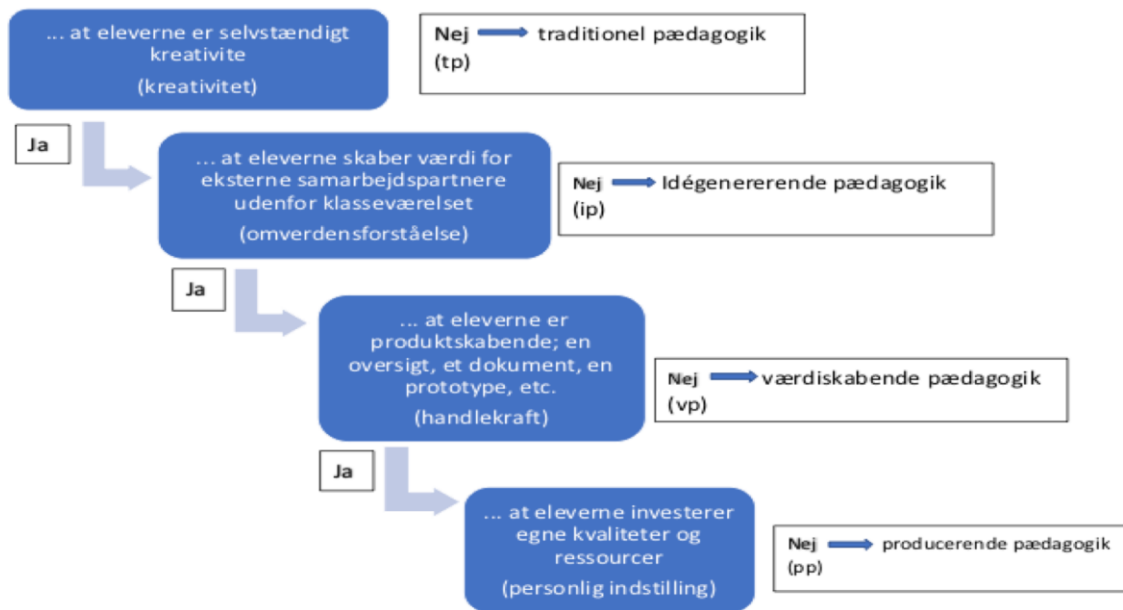 ... at eleverne er selvstændigt
kreativite
(kreativitet)
Nej traditionel pædagogik
(tp)
Ja
... at eleverne skaber værdi for
eksterne samarbejdspartnere
udenfor klasseværelset
(omverdensforståelse)
Nej Idégenererende pædagogik
(ip)
Ja
... at eleverne er
produktskabende; en
oversigt, et dokument, en
prototype, etc.
(handlekraft)
Nej værdiskabende pædagogik
(vp)
Ja
... at eleverne investerer
egne kvaliteter og
ressourcer
(personlig indstilling)
Nej producerende pædagogik
(pp)